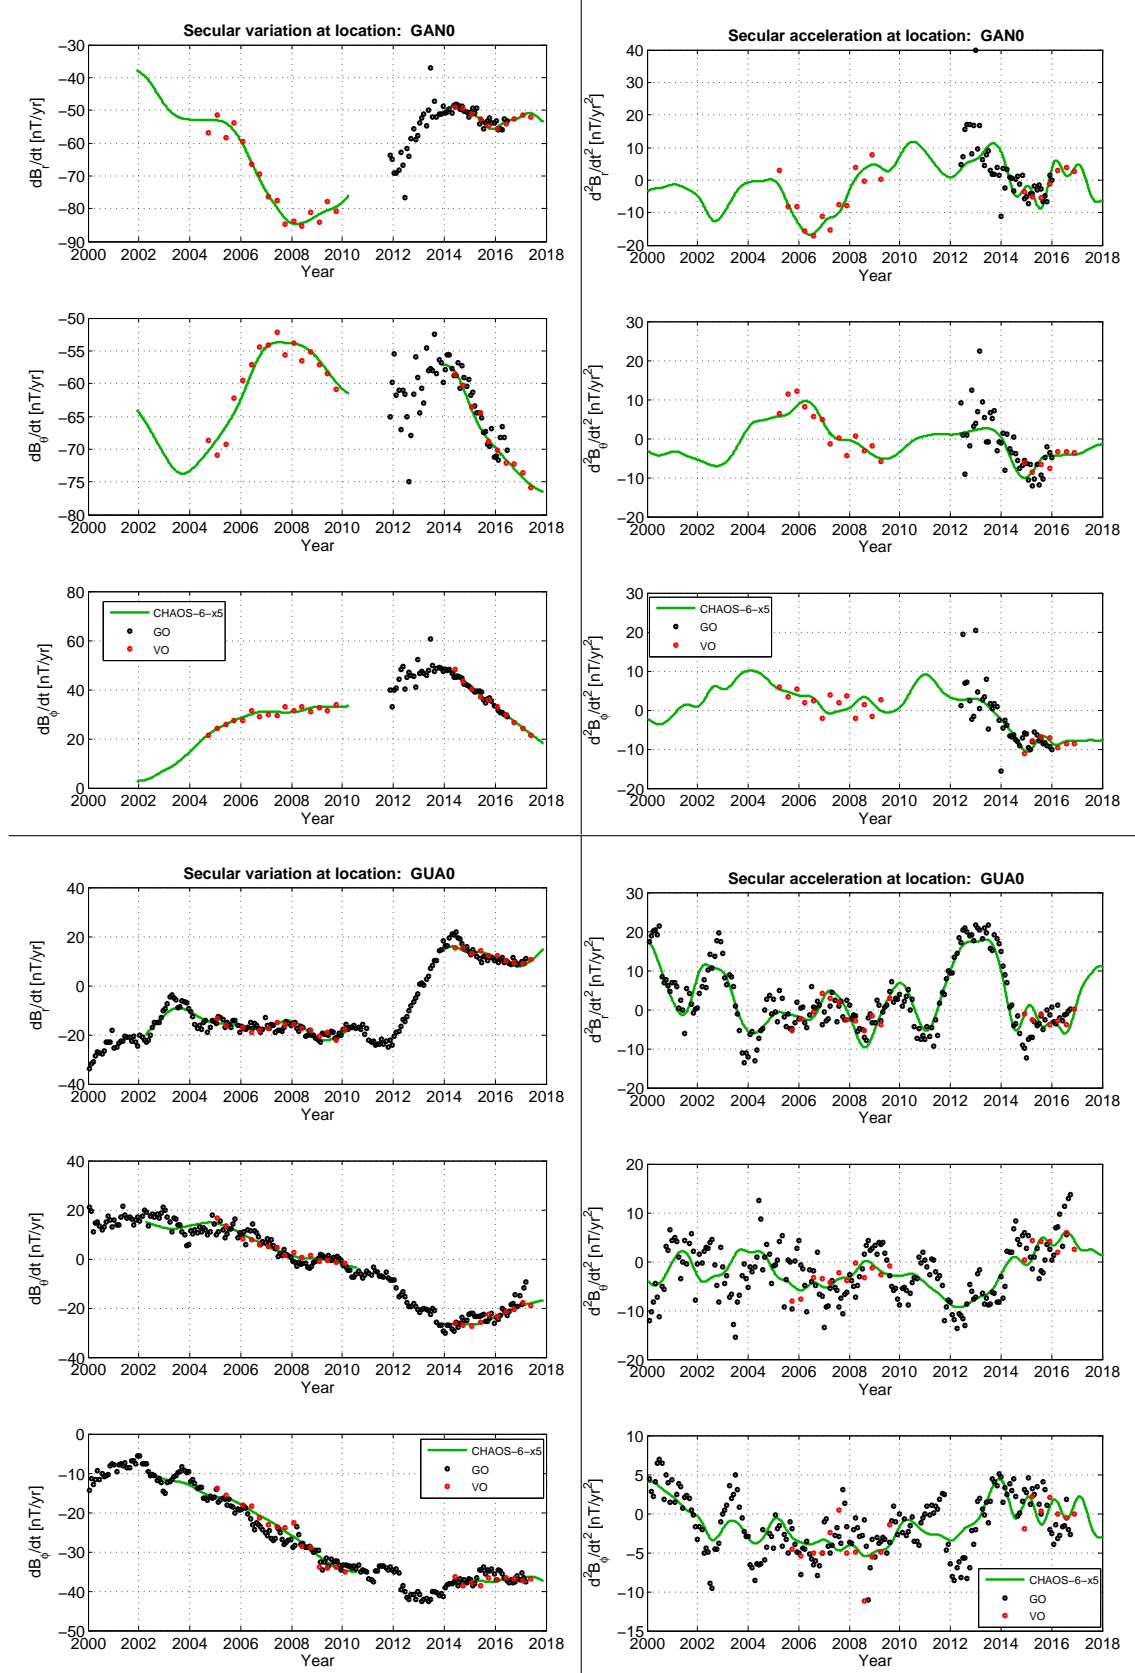 Secular variation at location:  GAN0
−30
−40
−50
−60
−70
−80
−90
dBr/dt [nT/yr]
2000 2002 2004 2006 2008 2010 2012 2014 2016 2018
Year
−50
−55
−60
−65
−70
−75
−80
dBθ/dt [nT/yr]
2000 2002 2004 2006 2008 2010 2012 2014 2016 2018
Year
80
60
40
20
0
dBϕ/dt [nT/yr]
CHAOS−6−x5
GO
VO
2000 2002 2004 2006 2008 2010 2012 2014 2016 2018
Year
Secular acceleration at location:  GAN0
40
30
20
10
0
−10
−20
d²Br/dt² [nT/yr²]
2000 2002 2004 2006 2008 2010 2012 2014 2016 2018
Year
30
20
10
0
−10
−20
d²Bθ/dt² [nT/yr²]
2000 2002 2004 2006 2008 2010 2012 2014 2016 2018
Year
30
20
10
0
−10
−20
d²Bϕ/dt² [nT/yr²]
CHAOS−6−x5
GO
VO
2000 2002 2004 2006 2008 2010 2012 2014 2016 2018
Year
Secular variation at location:  GUA0
40
20
0
−20
−40
dBr/dt [nT/yr]
2000 2002 2004 2006 2008 2010 2012 2014 2016 2018
Year
40
20
0
−20
−40
dBθ/dt [nT/yr]
2000 2002 2004 2006 2008 2010 2012 2014 2016 2018
Year
0
−10
−20
−30
−40
−50
dBϕ/dt [nT/yr]
CHAOS−6−x5
GO
VO
2000 2002 2004 2006 2008 2010 2012 2014 2016 2018
Year
Secular acceleration at location:  GUA0
30
20
10
0
−10
−20
d²Br/dt² [nT/yr²]
2000 2002 2004 2006 2008 2010 2012 2014 2016 2018
Year
20
10
0
−10
−20
d²Bθ/dt² [nT/yr²]
2000 2002 2004 2006 2008 2010 2012 2014 2016 2018
Year
10
5
0
−5
−10
−15
d²Bϕ/dt² [nT/yr²]
CHAOS−6−x5
GO
VO
2000 2002 2004 2006 2008 2010 2012 2014 2016 2018
Year